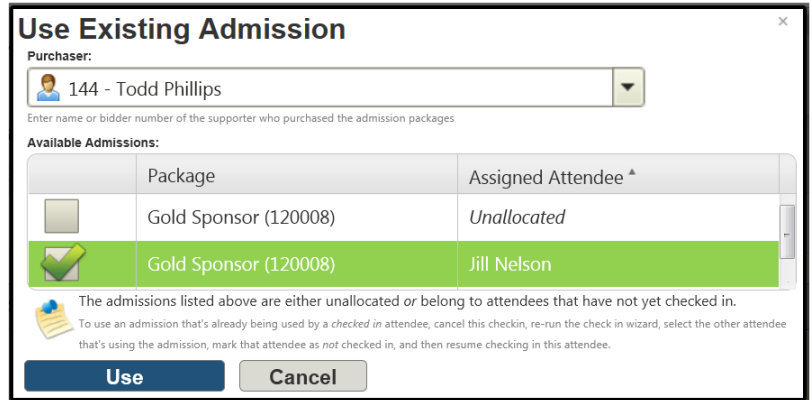 Use Existing Admission
×
Purchaser:
144 - Todd Phillips
Enter name or bidder number of the supporter who purchased the admission packages
Available Admissions:
Package Assigned Attendee
Gold Sponsor (120008) Unallocated
Gold Sponsor (120008) Jill Nelson
The admissions listed above are either unallocated or belong to attendees that have not yet checked in.
To use an admission that's already being used by a checked in attendee, cancel this checkin, re-run the check in wizard, select the other attendee
that's using the admission, mark that attendee as not checked in, and then resume checking in this attendee.
Use Cancel